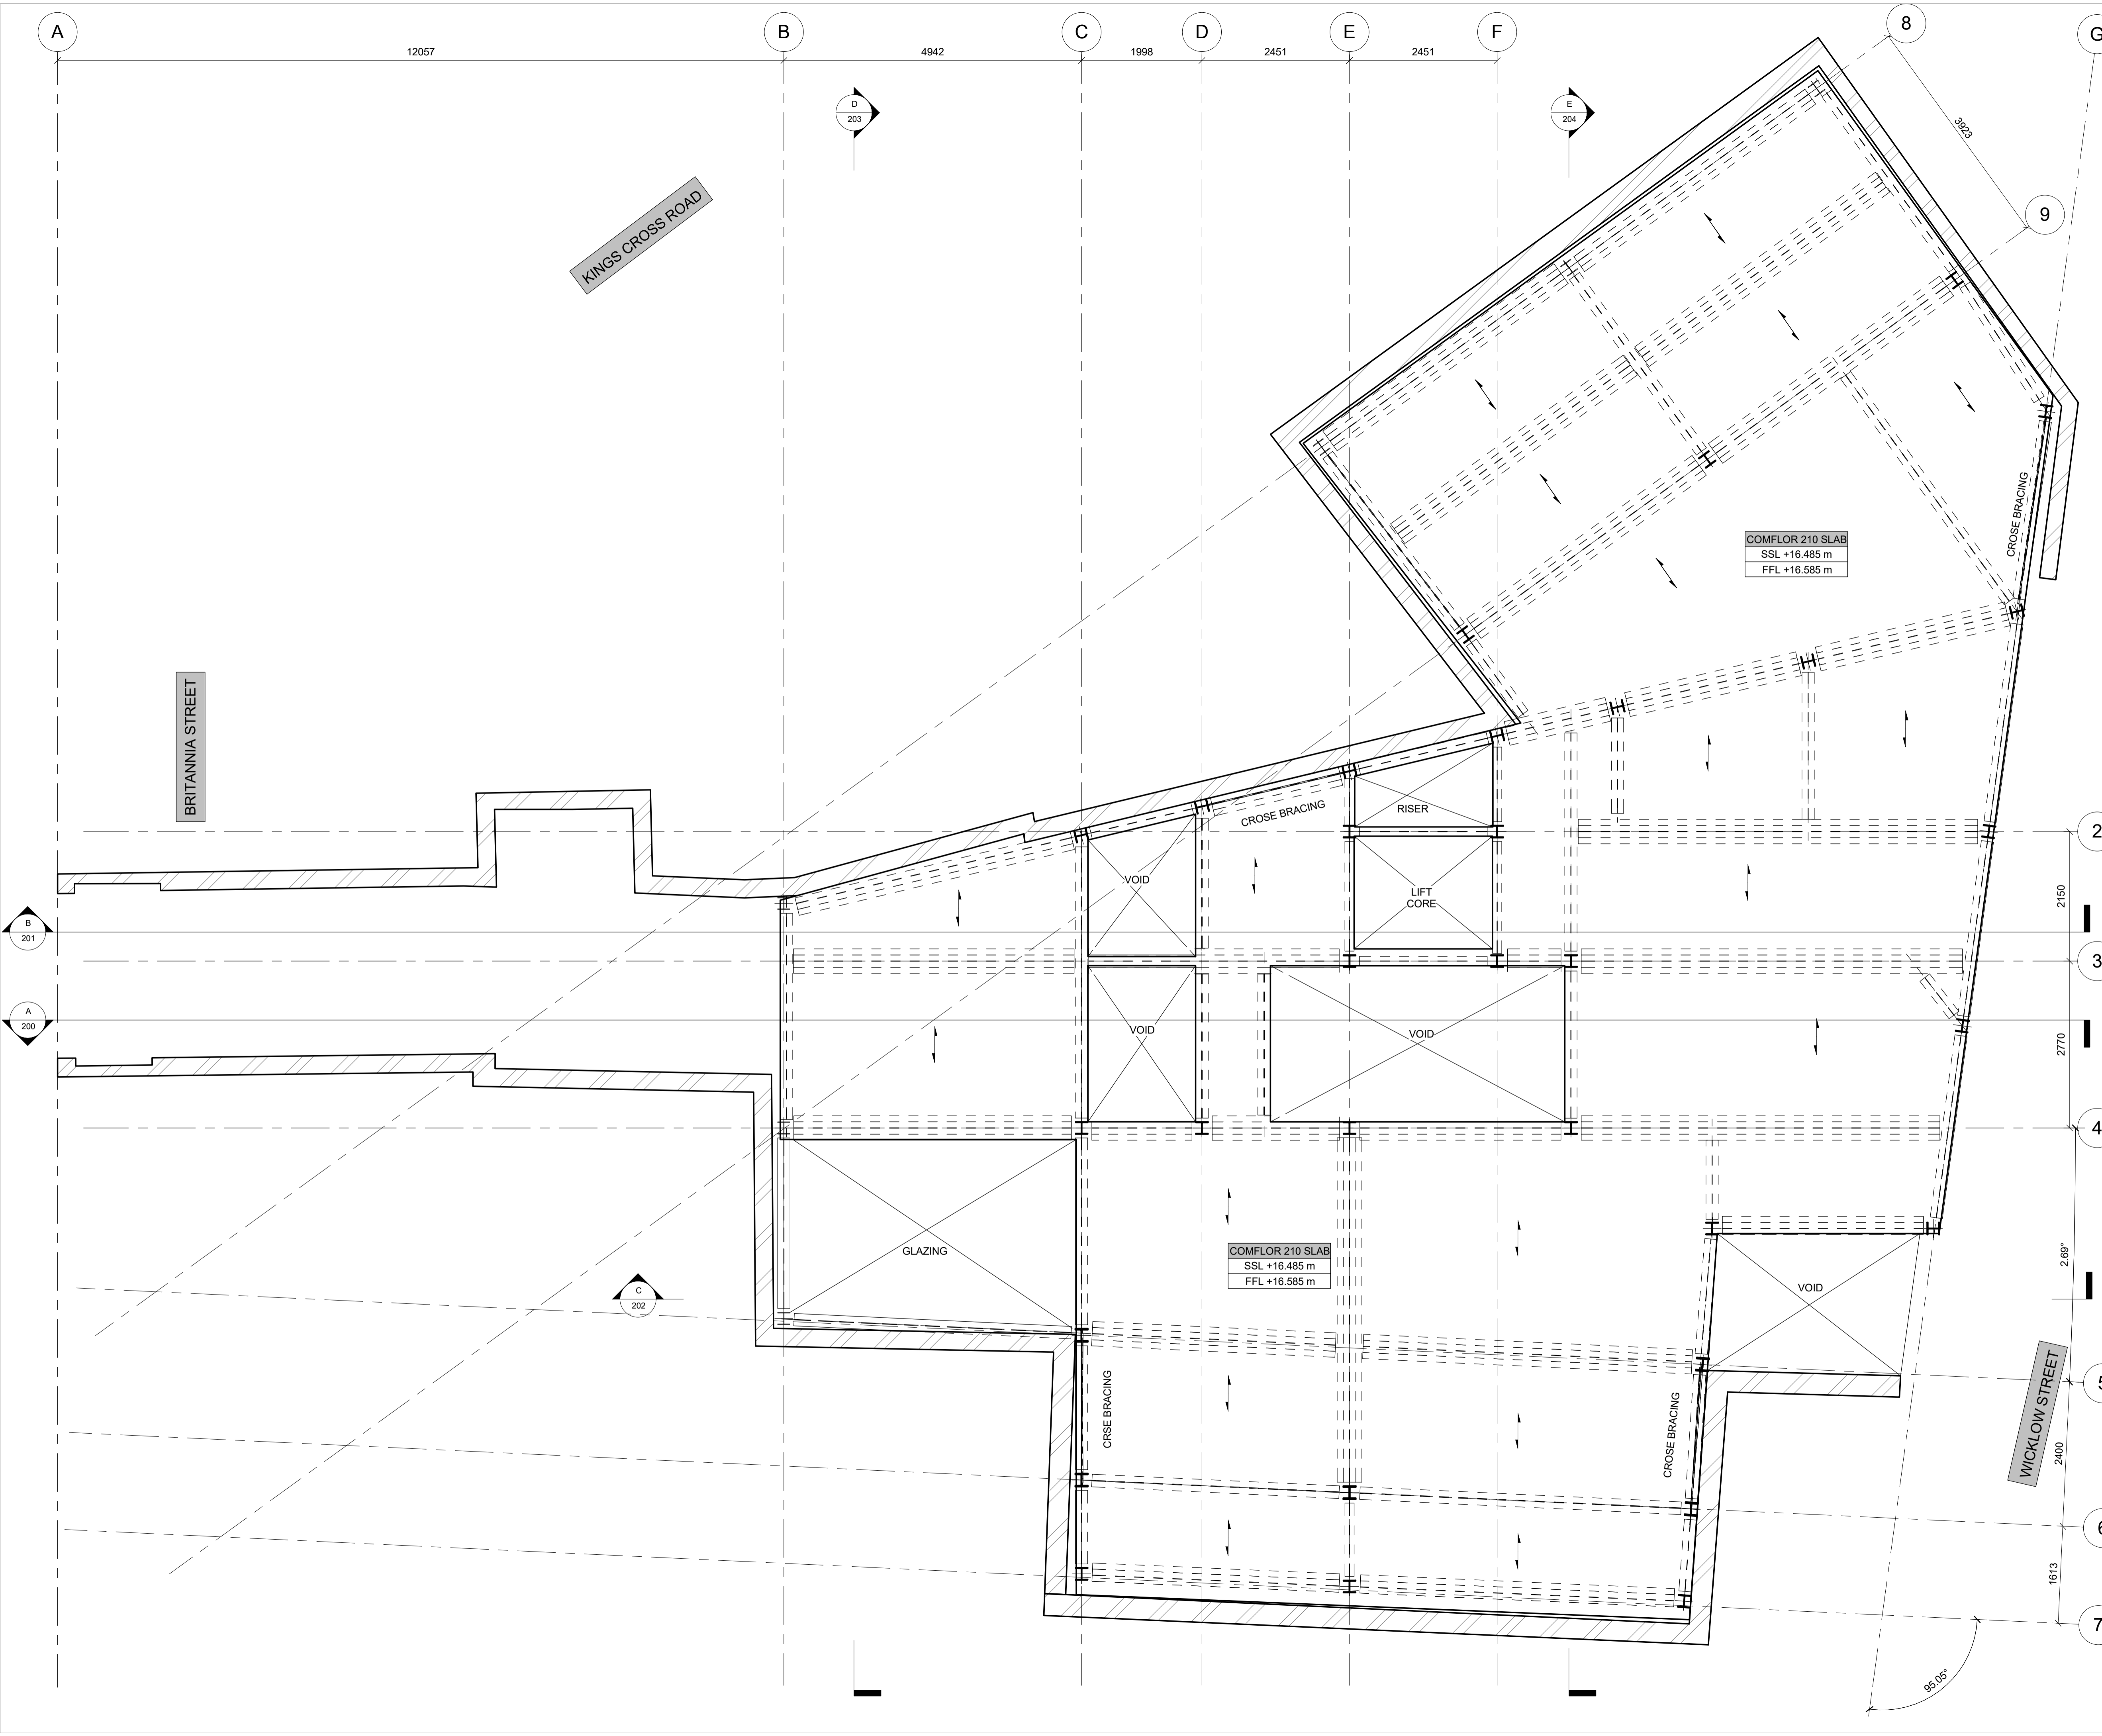 A
B
C
D
E
F
8
G
12057
4942
1998
2451
2451
D
203
E
204
3923
9
KINGS CROSS ROAD
BRITANNIA STREET
CROSE BRACING
COMFLOR 210 SLAB
SSL +16.485 m
FFL +16.585 m
RISER
CROSE BRACING
2
VOID
LIFT
CORE
2150
B
201
3
A
200
VOID
VOID
2770
4
GLAZING
COMFLOR 210 SLAB
SSL +16.485 m
FFL +16.585 m
2.69°
VOID
C
202
WICKLOW STREET
5
CRSE BRACING
CROSE BRACING
2400
6
1613
7
95.05°